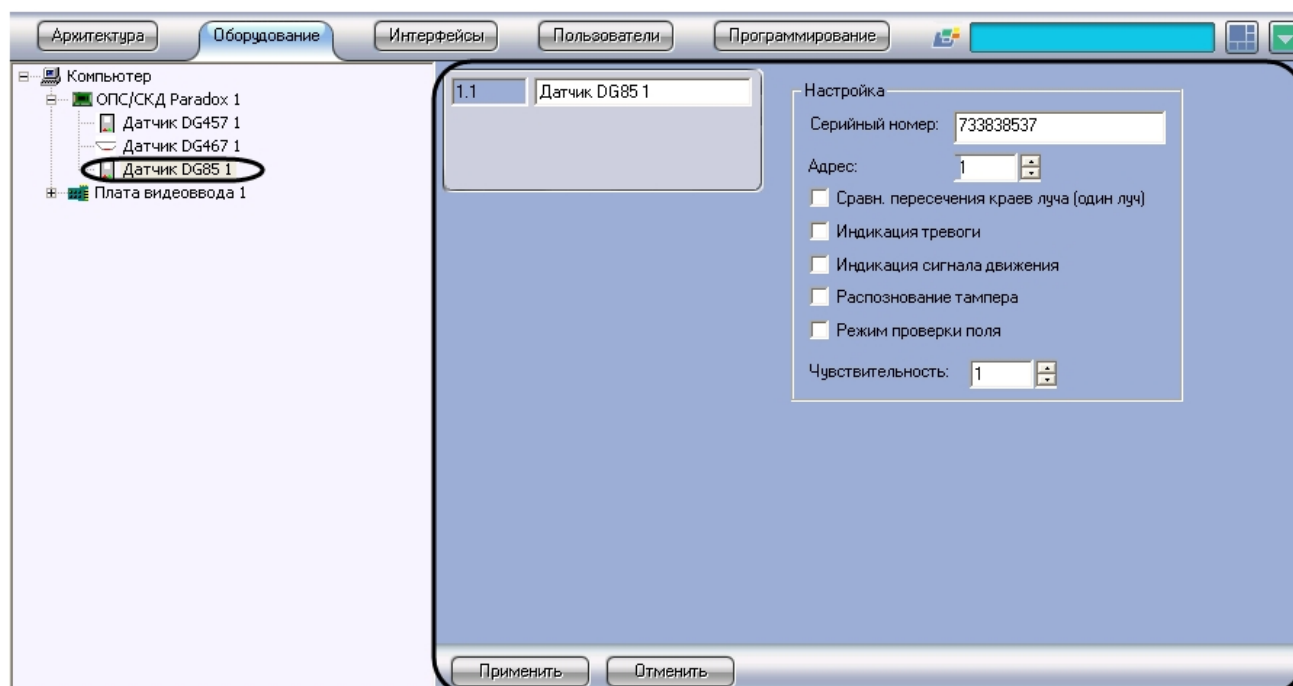 Архитектура Оборудование Интерфейсы Пользователи Программирование
Компьютер
ОПС/СКД Paradox 1
Датчик DG457 1
Датчик DG467 1
Датчик DG85 1
Плата видеоввода 1
1.1 Датчик DG85 1
Настройка
Серийный номер: 733838537
Адрес: 1
Сравн. пересечения краев луча (один луч)
Индикация тревоги
Индикация сигнала движения
Распознование тампера
Режим проверки поля
Чувствительность: 1
Применить Отменить